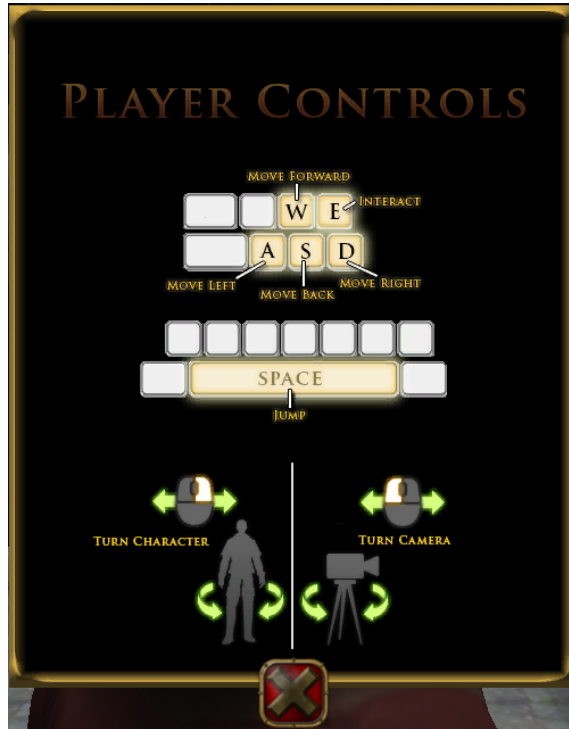 PLAYER CONTROLS
MOVE FORWARD
W E
INTERACT
A S D
MOVE LEFT
MOVE BACK
MOVE RIGHT
SPACE
JUMP
TURN CHARACTER
TURN CAMERA